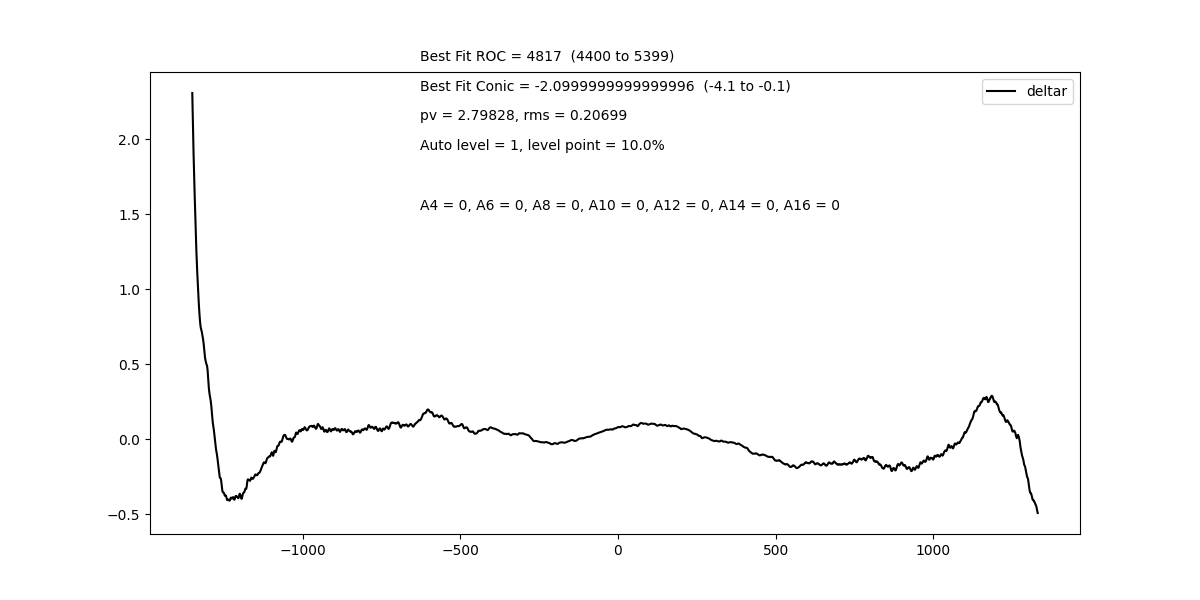 Best Fit ROC = 4817  (4400 to 5399)
Best Fit Conic = -2.0999999999999996  (-4.1 to -0.1)
deltar
pv = 2.79828, rms = 0.20699
Auto level = 1, level point = 10.0%
A4 = 0, A6 = 0, A8 = 0, A10 = 0, A12 = 0, A14 = 0, A16 = 0
2.0
1.5
1.0
0.5
0.0
−0.5
−1000 −500 0 500 1000